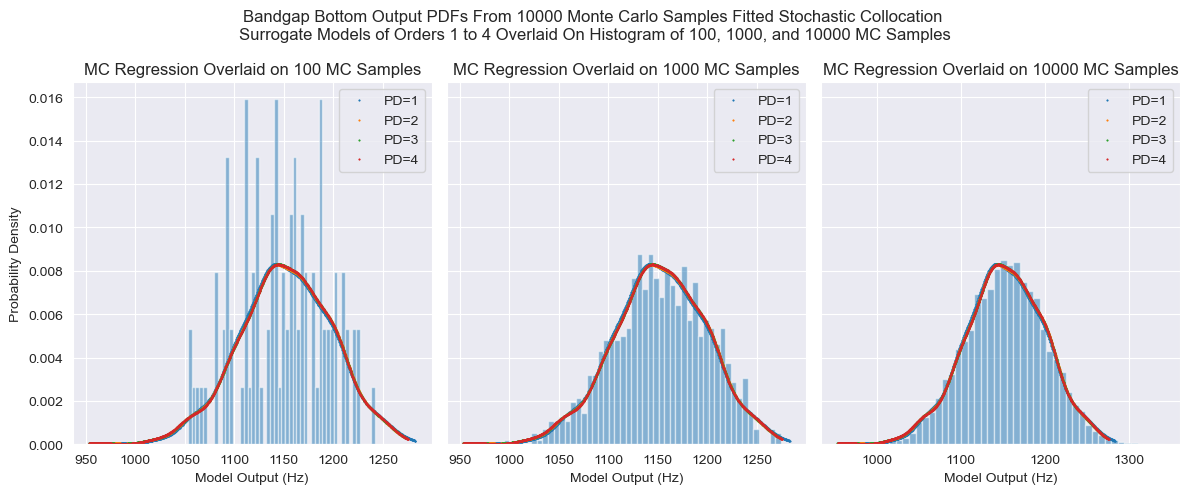 Bandgap Bottom Output PDFs From 10000 Monte Carlo Samples Fitted Stochastic Collocation
Surrogate Models of Orders 1 to 4 Overlaid On Histogram of 100, 1000, and 10000 MC Samples
MC Regression Overlaid on 100 MC Samples
MC Regression Overlaid on 1000 MC Samples
MC Regression Overlaid on 10000 MC Samples
Probability Density
0.016
0.014
0.012
0.010
0.008
0.006
0.004
0.002
0.000
PD=1
PD=2
PD=3
PD=4
950 1000 1050 1100 1150 1200 1250
Model Output (Hz)
PD=1
PD=2
PD=3
PD=4
950 1000 1050 1100 1150 1200 1250
Model Output (Hz)
PD=1
PD=2
PD=3
PD=4
1000 1100 1200 1300
Model Output (Hz)